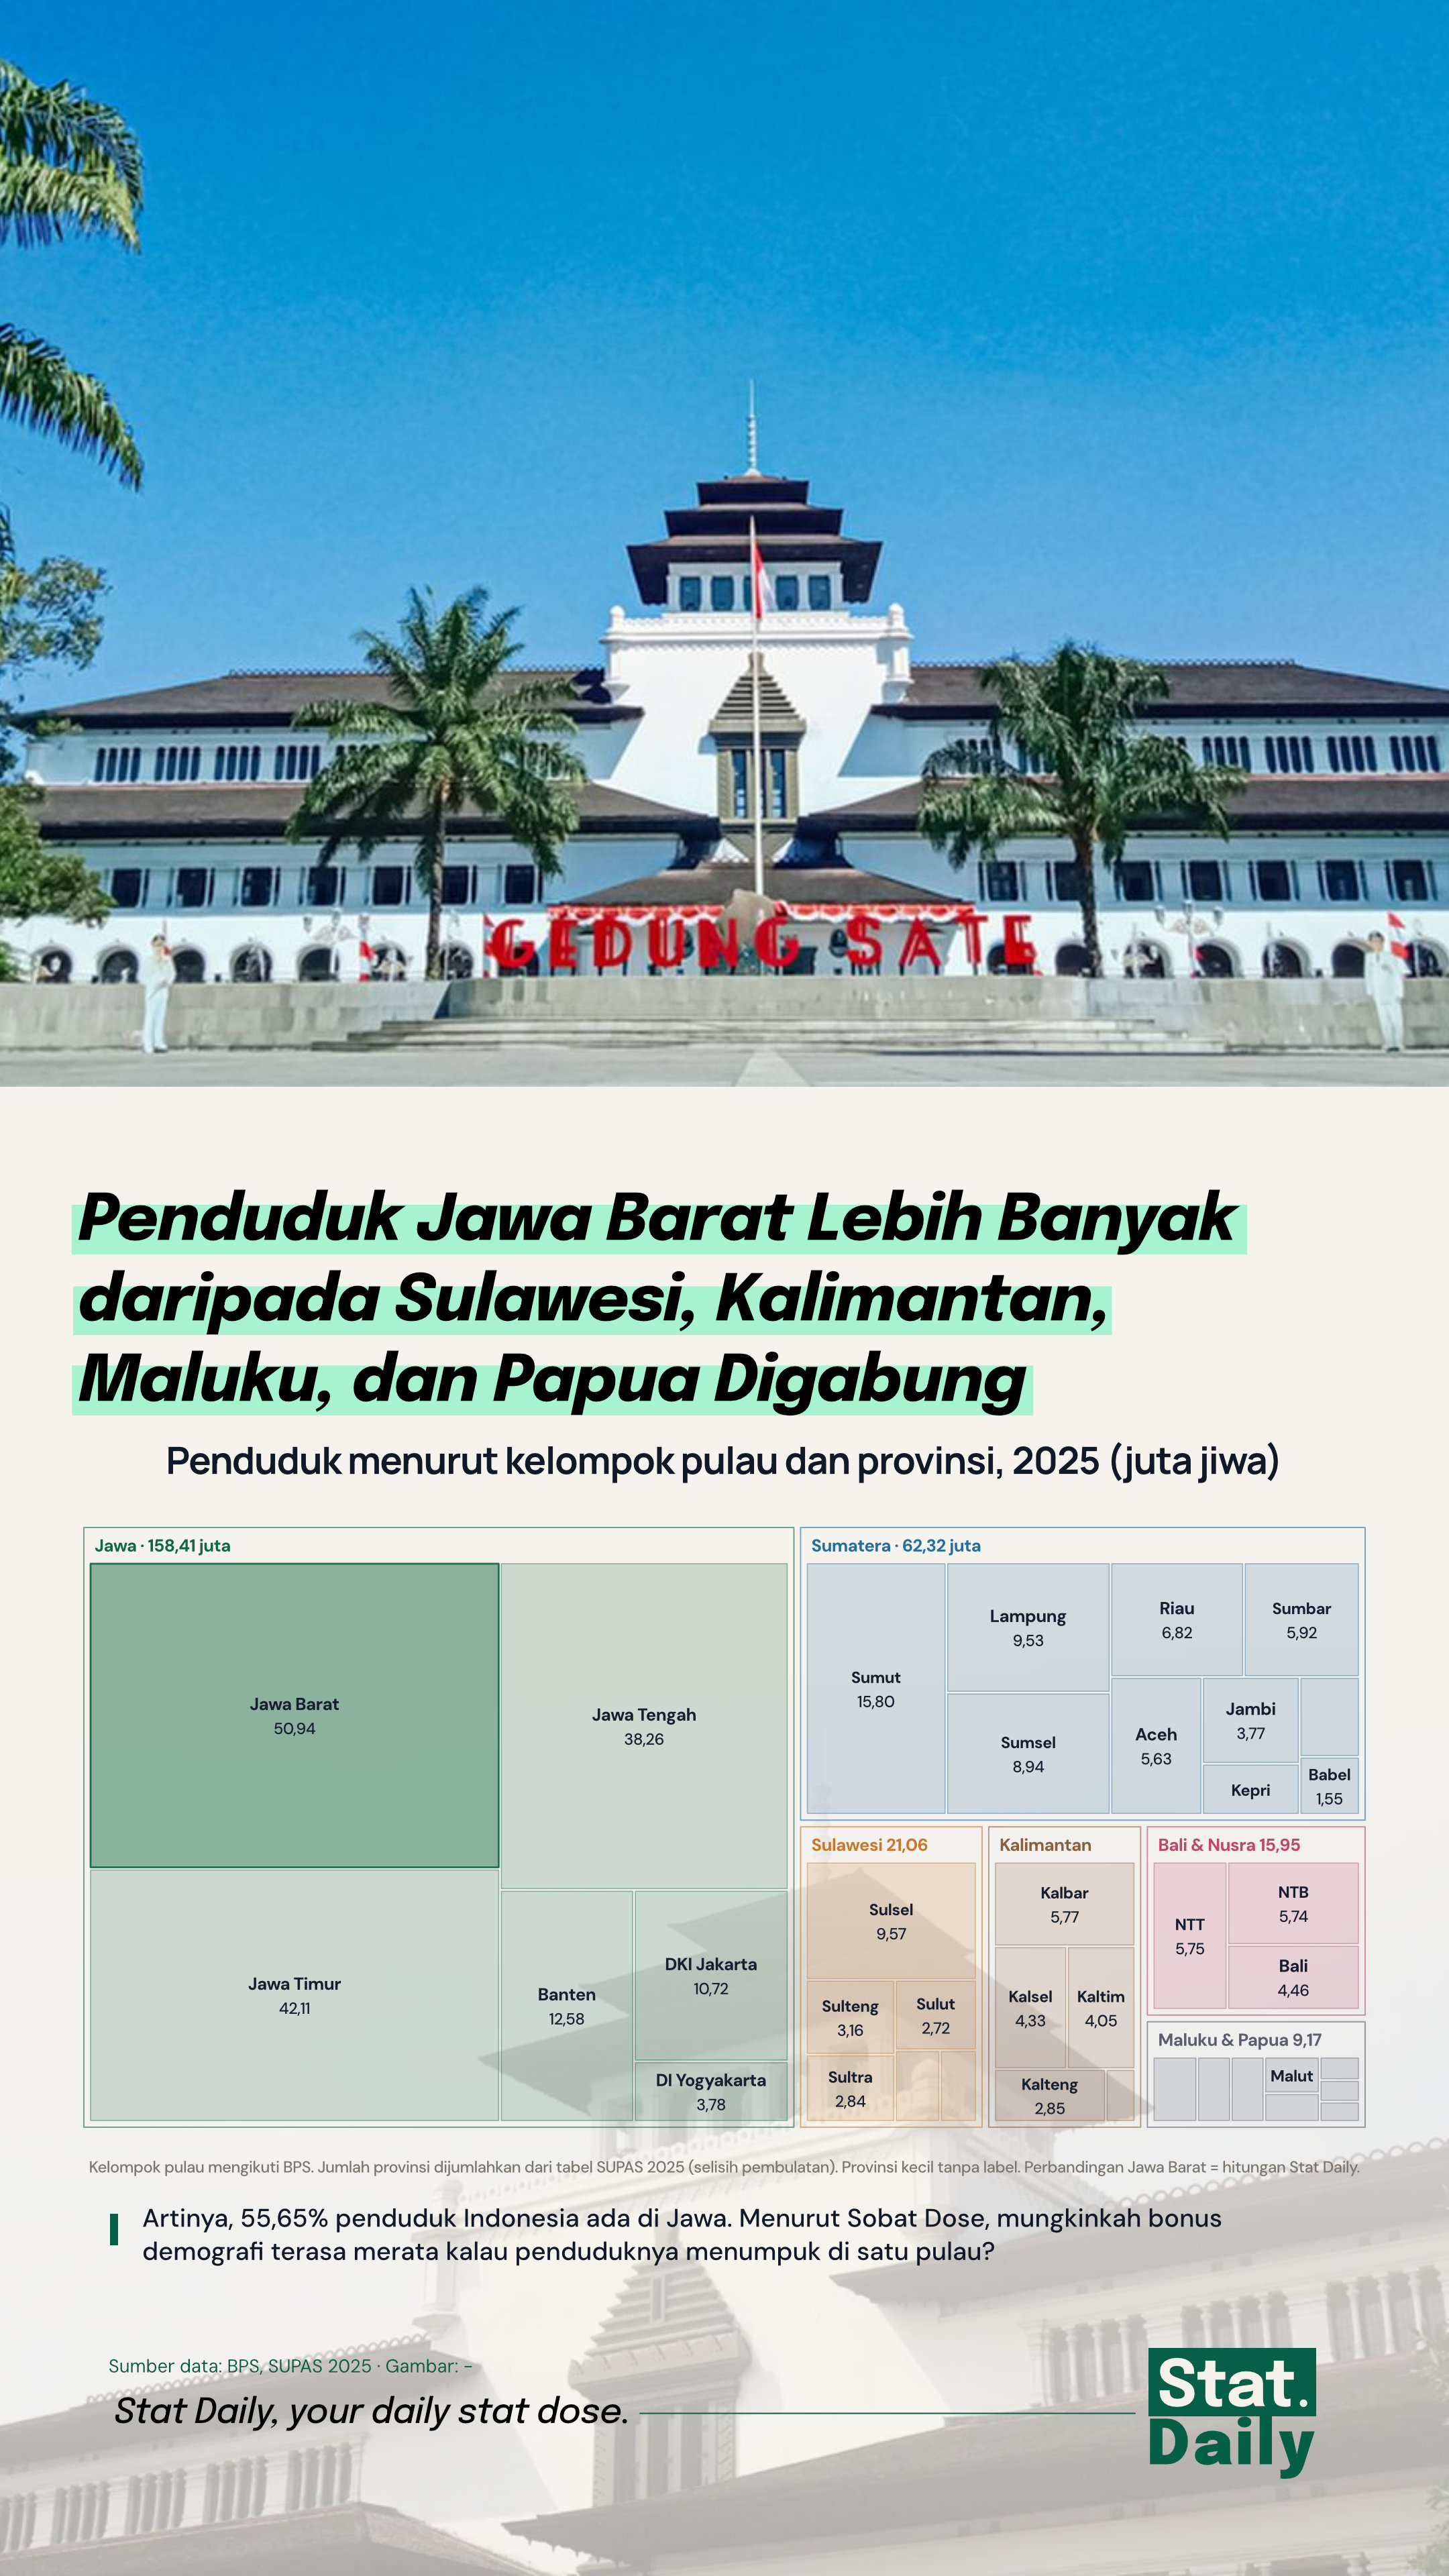 GEDUNG SATE
Penduduk Jawa Barat Lebih Banyak
daripada Sulawesi, Kalimantan,
Maluku, dan Papua Digabung
Penduduk menurut kelompok pulau dan provinsi, 2025 (juta jiwa)
Jawa · 158,41 juta
Jawa Barat
50,94
Jawa Tengah
38,26
Jawa Timur
42,11
Banten
12,58
DKI Jakarta
10,72
DI Yogyakarta
3,78
Sumatera · 62,32 juta
Sumut
15,80
Lampung
9,53
Sumsel
8,94
Riau
6,82
Sumbar
5,92
Aceh
5,63
Jambi
3,77
Kepri
Babel
1,55
Sulawesi 21,06
Sulsel
9,57
Sulteng
3,16
Sulut
2,72
Sultra
2,84
Kalimantan
Kalbar
5,77
Kalsel
4,33
Kaltim
4,05
Kalteng
2,85
Bali & Nusra 15,95
NTT
5,75
NTB
5,74
Bali
4,46
Maluku & Papua 9,17
Malut
Kelompok pulau mengikuti BPS. Jumlah provinsi dijumlahkan dari tabel SUPAS 2025 (selisih pembulatan). Provinsi kecil tanpa label. Perbandingan Jawa Barat = hitungan Stat Daily.
Artinya, 55,65% penduduk Indonesia ada di Jawa. Menurut Sobat Dose, mungkinkah bonus
demografi terasa merata kalau penduduknya menumpuk di satu pulau?
Sumber data: BPS, SUPAS 2025 · Gambar: -
Stat Daily, your daily stat dose.
Stat.
Daily